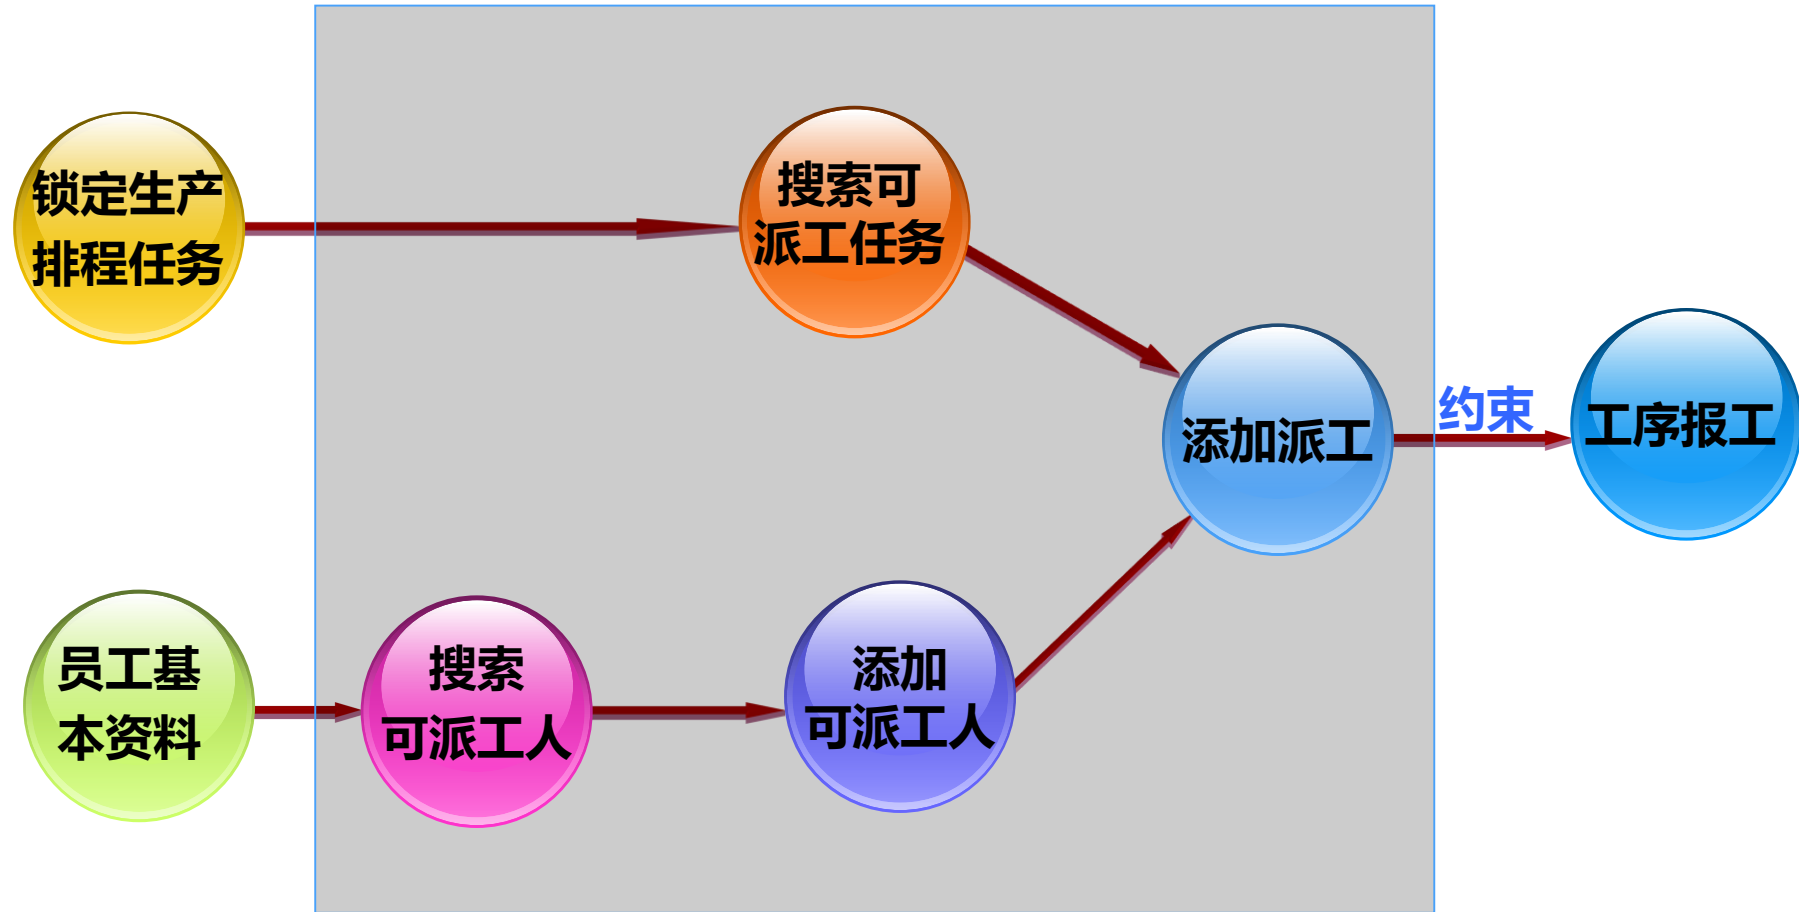 锁定生产
排程任务
搜索可
派工任务
添加派工
约束
工序报工
员工基
本资料
搜索
可派工人
添加
可派工人